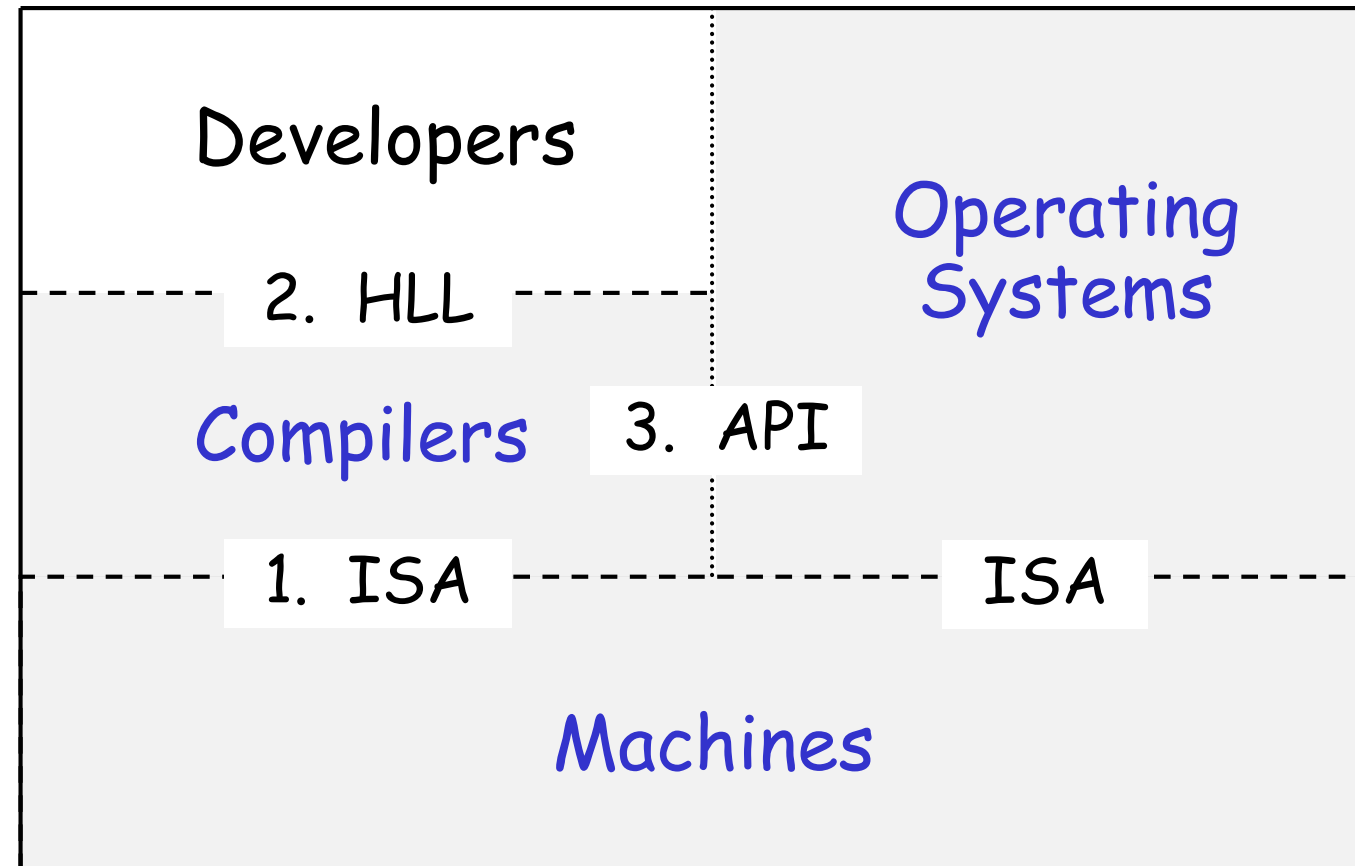 Developers
Operating
Systems
2. HLL
Compilers
3. API
1. ISA
ISA
Machines